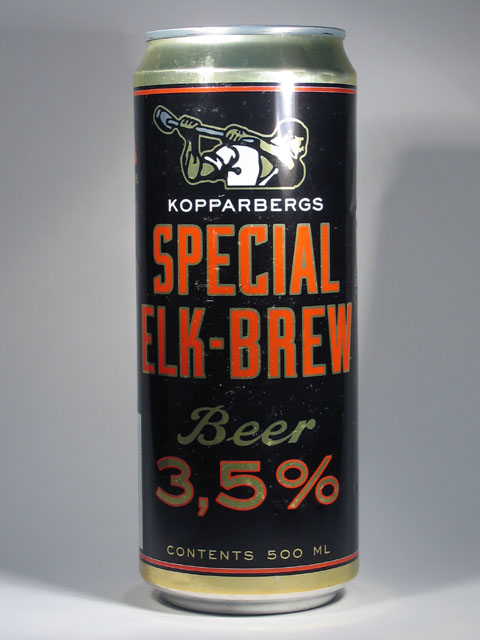 KOPPARBERGS
SPECIAL
ELK-BREW
Beer
3,5%
CONTENTS 500 ML